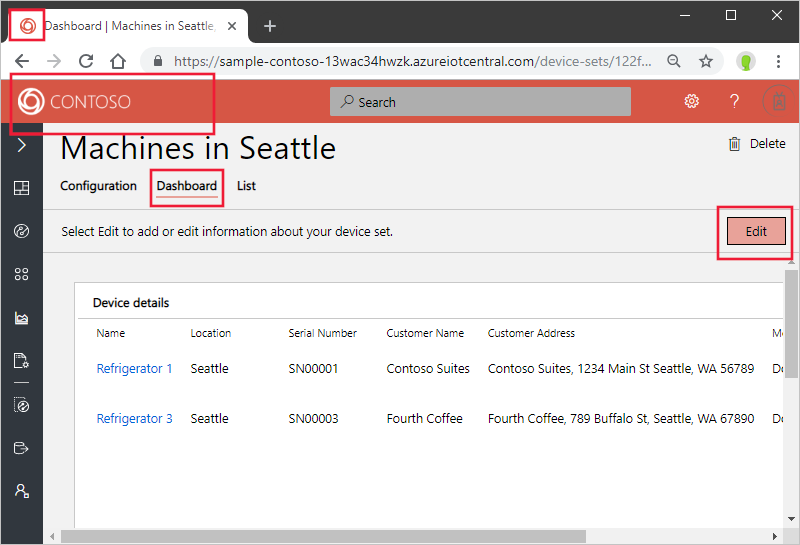 Dashboard | Machines in Seattle,
https://sample-contoso-13wac34hwzk.azureiotcentral.com/device-sets/122f...
CONTOSO
Search
?
Machines in Seattle
Delete
Configuration Dashboard List
Select Edit to add or edit information about your device set.
Edit
Device details
Name Location Serial Number Customer Name Customer Address
Refrigerator 1 Seattle SN00001 Contoso Suites Contoso Suites, 1234 Main St Seattle, WA 56789
Refrigerator 3 Seattle SN00003 Fourth Coffee Fourth Coffee, 789 Buffalo St, Seattle, WA 67890